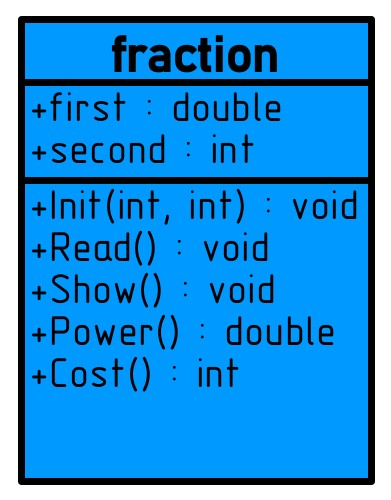 fraction
+first : double
+second : int
+Init(int, int) : void
+Read() : void
+Show() : void
+Power() : double
+Cost() : int